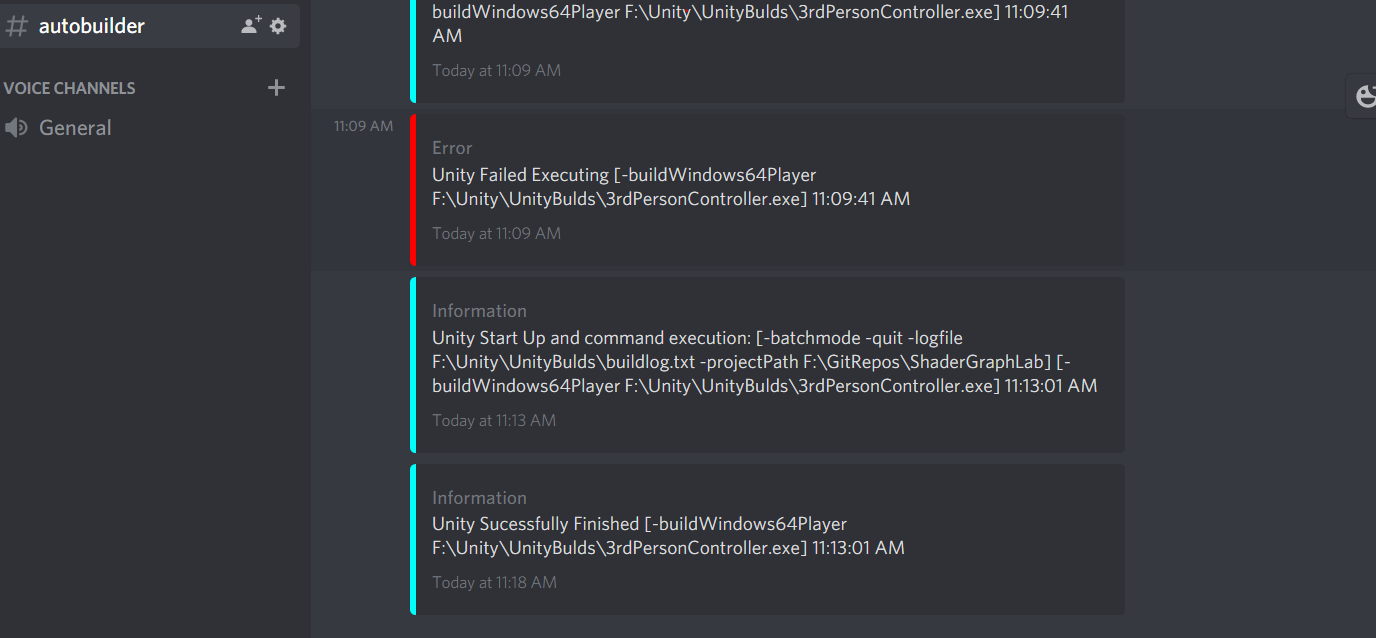 # autobuilder
VOICE CHANNELS
General
buildWindows64Player F:\Unity\UnityBulds\3rdPersonController.exe] 11:09:41
AM
Today at 11:09 AM
11:09 AM
Error
Unity Failed Executing [-buildWindows64Player
F:\Unity\UnityBulds\3rdPersonController.exe] 11:09:41 AM
Today at 11:09 AM
Information
Unity Start Up and command execution: [-batchmode -quit -logfile
F:\Unity\UnityBulds\buildlog.txt -projectPath F:\GitRepos\ShaderGraphLab] [-
buildWindows64Player F:\Unity\UnityBulds\3rdPersonController.exe] 11:13:01 AM
Today at 11:13 AM
Information
Unity Sucessfully Finished [-buildWindows64Player
F:\Unity\UnityBulds\3rdPersonController.exe] 11:13:01 AM
Today at 11:18 AM